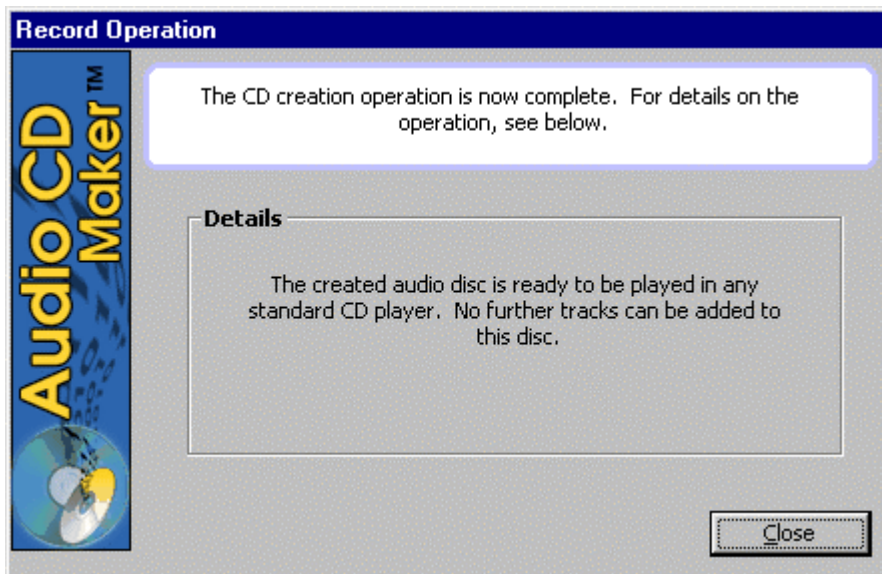 Record Operation
Audio CD
Maker™
The CD creation operation is now complete.  For details on the
operation, see below.
Details
The created audio disc is ready to be played in any
standard CD player.  No further tracks can be added to
this disc.
Close